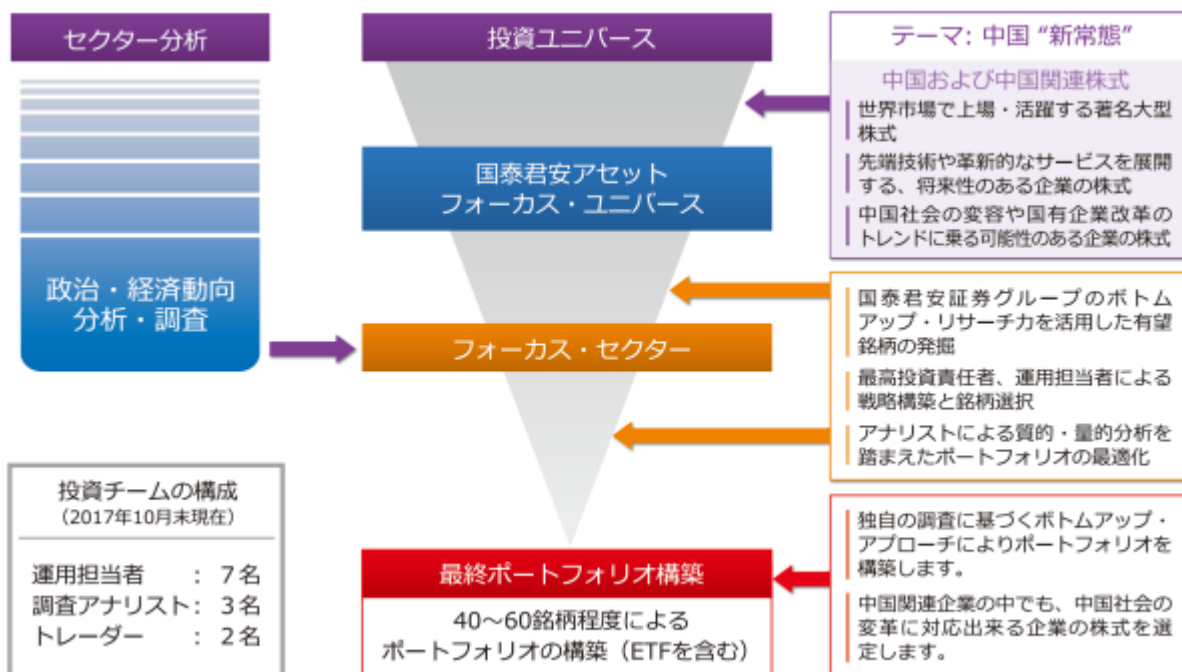 セクター分析
政治・経済動向
分析・調査
投資チームの構成
（2017年10月末現在）
運用担当者　：7名
調査アナリスト：3名
トレーダー　：2名
投資ユニバース
国泰君安アセット
フォーカス・ユニバース
フォーカス・セクター
最終ポートフォリオ構築
40～60銘柄程度による
ポートフォリオの構築（ETFを含む）
テーマ: 中国 “新常態”
中国および中国関連株式
世界市場で上場・活躍する著名大型
株式
先端技術や革新的なサービスを展開
する、将来性のある企業の株式
中国社会の変容や国有企業改革の
トレンドに乗る可能性のある企業の株式
国泰君安証券グループのボトム
アップ・リサーチ力を活用した有望
銘柄の発掘
最高投資責任者、運用担当者による
戦略構築と銘柄選択
アナリストによる質的・量的分析を
踏まえたポートフォリオの最適化
独自の調査に基づくボトムアップ・
アプローチによりポートフォリオを
構築します。
中国関連企業の中でも、中国社会の
変革に対応出来る企業の株式を選
定します。